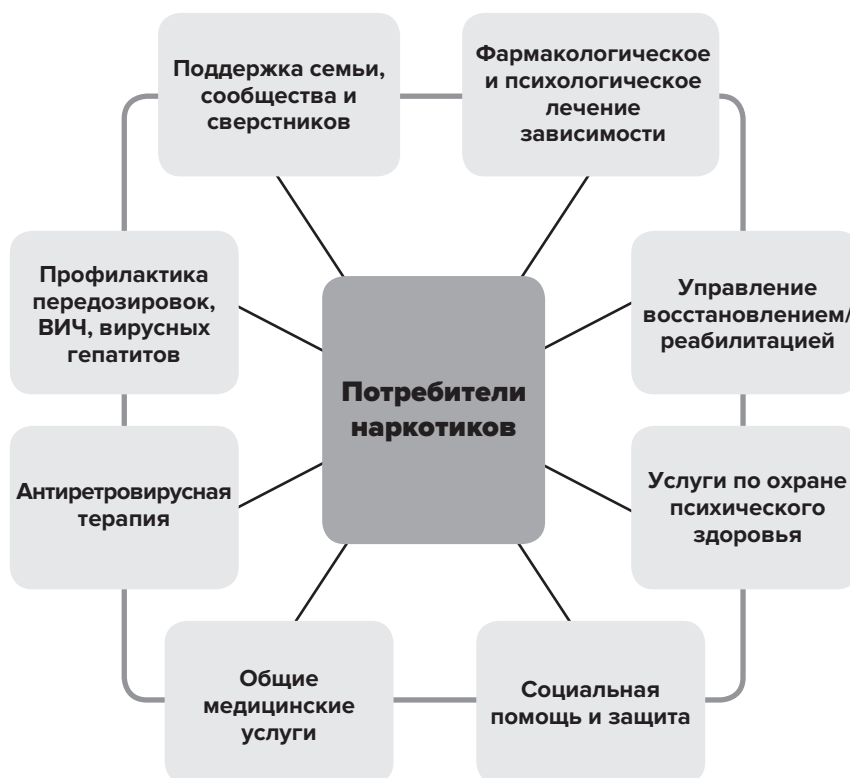 Поддержка семьи,
сообщества и
сверстников
Фармакологическое
и психологическое
лечение
зависимости
Профилактика
передозировок,
ВИЧ, вирусных
гепатитов
Управление
восстановлением/
реабилитацией
Потребители
наркотиков
Антиретровирусная
терапия
Услуги по охране
психического
здоровья
Общие
медицинские
услуги
Социальная
помощь и защита